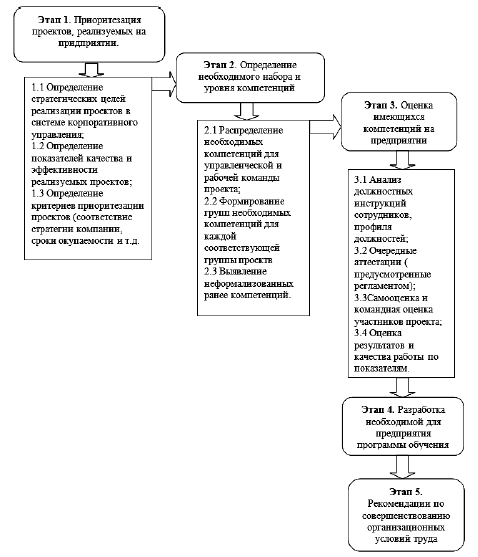 Этап 1. Приоритезация
проектов, реализуемых на
придприятии.
1.1 Определение
стратегических целей
реализации проектов в
системе корпоративного
управления;
1.2 Определение
показателей качества и
эффективности
реализуемых проектов;
1.3 Определение
критериев приоритезации
проектов (соответствие
стратегии компании,
сроки окупаемости и т.д.
Этап 2. Определение
необходимого набора и
уровня компетенций
2.1 Распределение
необходимых
компетенций для
управленческой и
рабочей команды
проекта;
2.2 Формирование
групп необходимых
компетенций для
каждой
соответствующей
группы проектв
2.3 Выявление
неформализованных
ранее компетенций.
Этап 3. Оценка
имеющихся
компетенций на
предприятии
3.1 Анализ
должностных
инструкций
сотрудников,
профиля
должностей;
3.2 Очередные
аттестации (
предусмотренные
регламентом);
3.3Самооценка и
командная оценка
участников проекта;
3.4 Оценка
результатов и
качества работы по
показателям.
Этап 4. Разработка
необходимой для
предприятия
программы обучения
Этап 5.
Рекомендации по
совершенствованию
организационных
условий труда